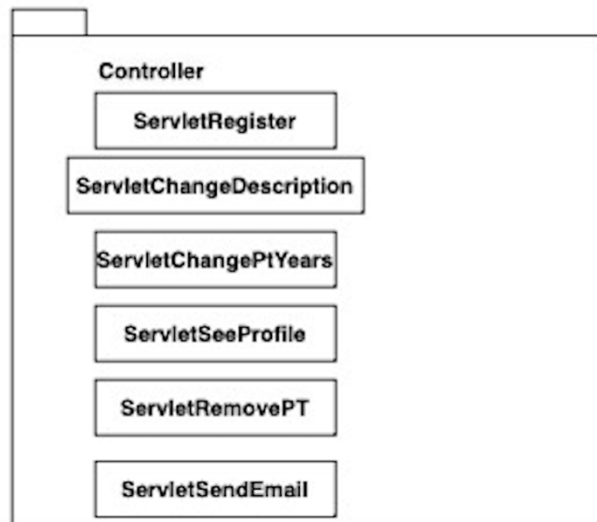 Controller
ServletRegister
ServletChangeDescription
ServletChangePtYears
ServletSeeProfile
ServletRemovePT
ServletSendEmail